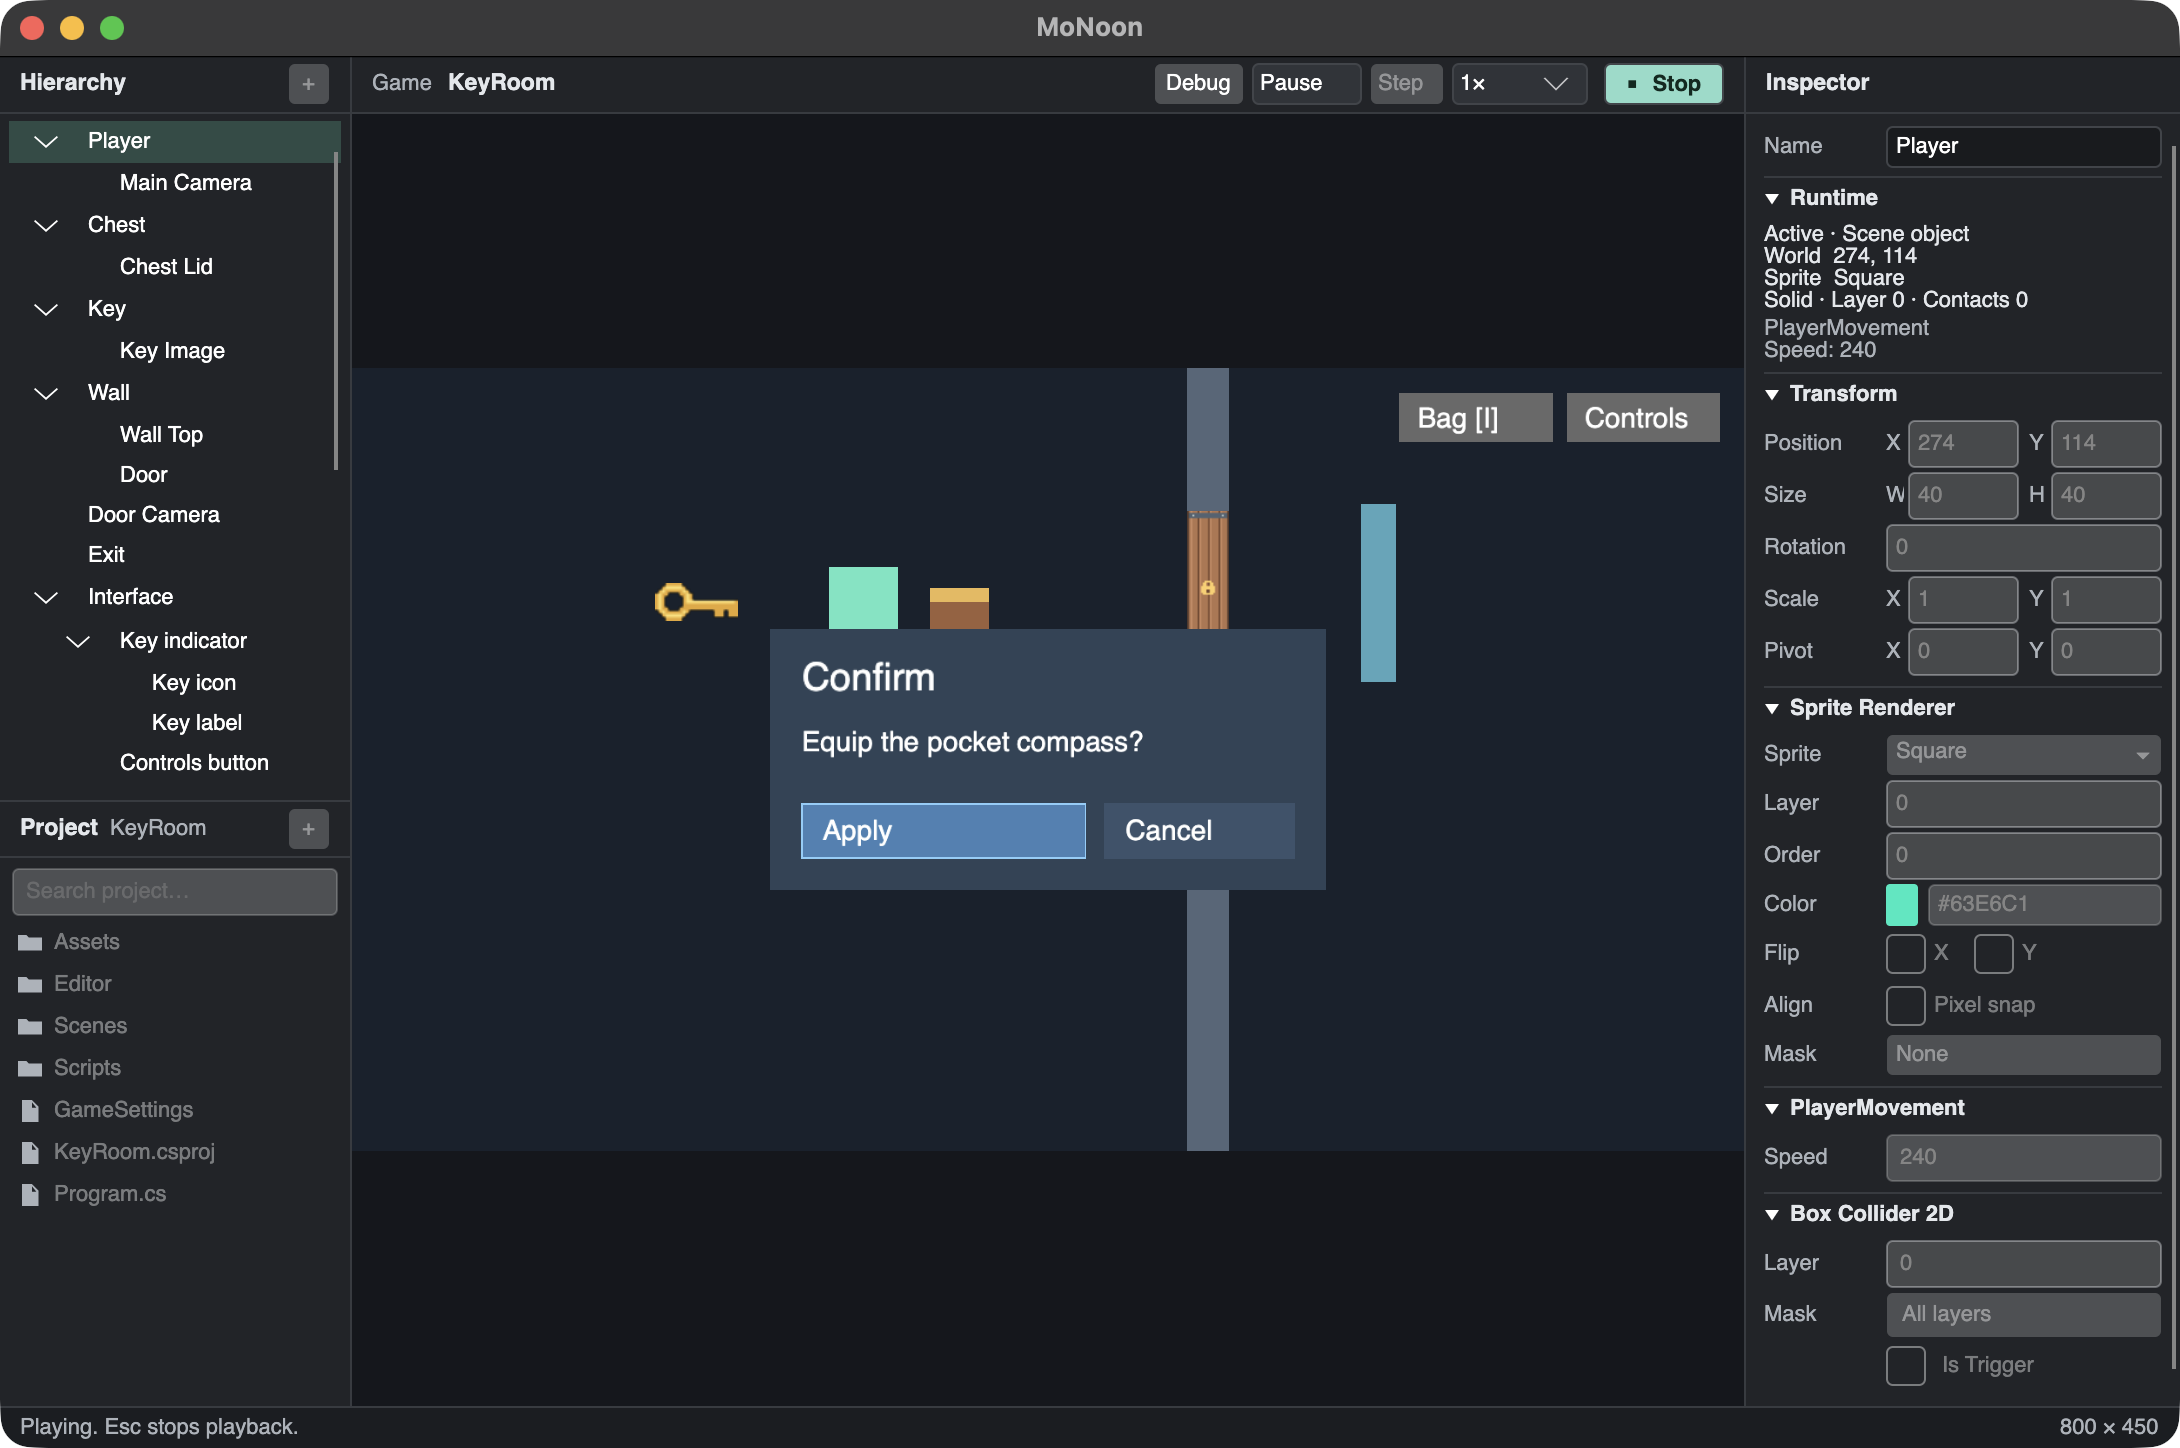 MoNoon
Hierarchy +
Player
Main Camera
Chest
Chest Lid
Key
Key Image
Wall
Wall Top
Door
Door Camera
Exit
Interface
Key indicator
Key icon
Key label
Controls button
Project KeyRoom +
Search project...
Assets
Editor
Scenes
Scripts
GameSettings
KeyRoom.csproj
Program.cs
Game KeyRoom Debug Pause Step 1× Stop
Bag [I] Controls
Confirm
Equip the pocket compass?
Apply Cancel
Inspector
Name Player
Runtime
Active · Scene object
World 274, 114
Sprite Square
Solid · Layer 0 · Contacts 0
PlayerMovement
Speed: 240
Transform
Position X 274 Y 114
Size W 40 H 40
Rotation 0
Scale X 1 Y 1
Pivot X 0 Y 0
Sprite Renderer
Sprite Square
Layer 0
Order 0
Color #63E6C1
Flip X Y
Align Pixel snap
Mask None
PlayerMovement
Speed 240
Box Collider 2D
Layer 0
Mask All layers
Is Trigger
Playing. Esc stops playback. 800 × 450